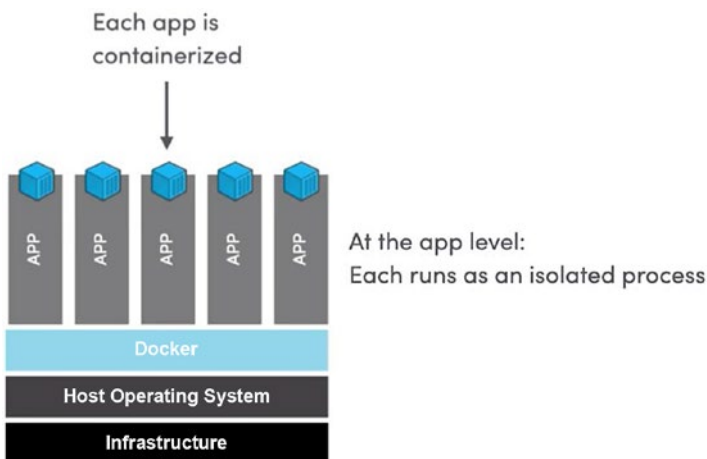 Each app is
containerized
APP
APP
APP
APP
APP
At the app level:
Each runs as an isolated process
Docker
Host Operating System
Infrastructure